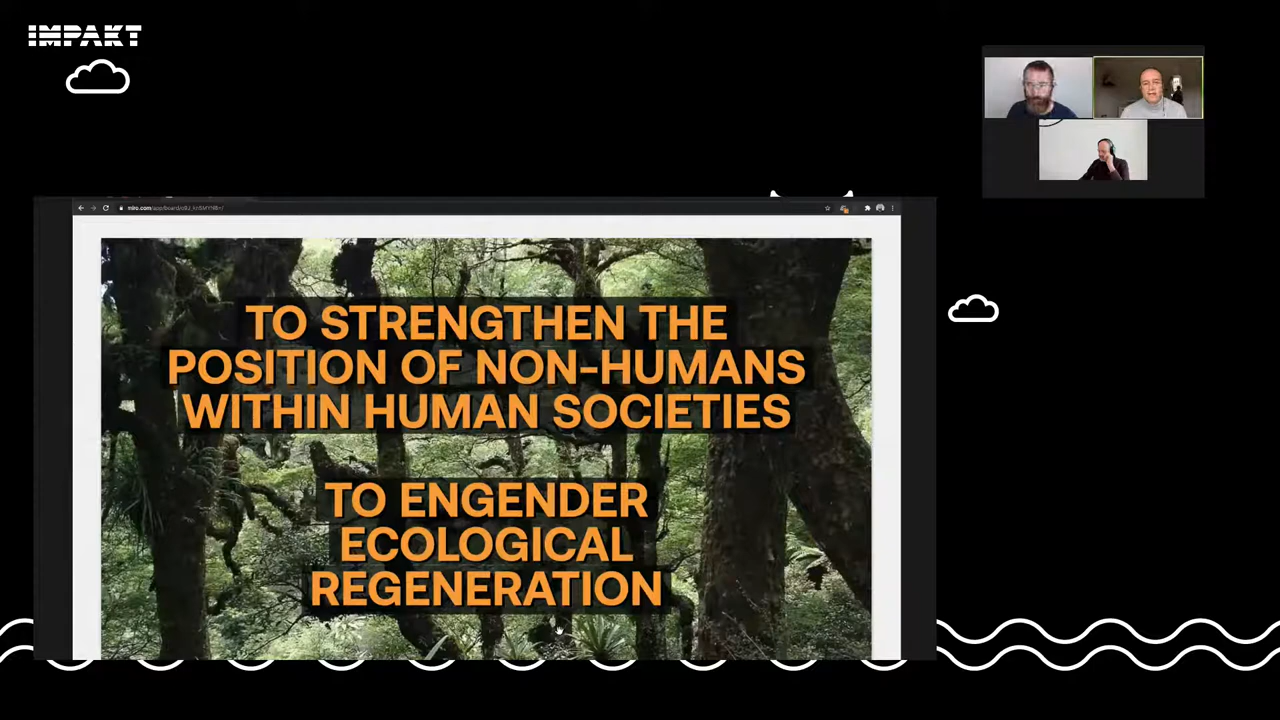 IMPAKT
TO STRENGTHEN THE
POSITION OF NON-HUMANS
WITHIN HUMAN SOCIETIES
TO ENGENDER
ECOLOGICAL
REGENERATION